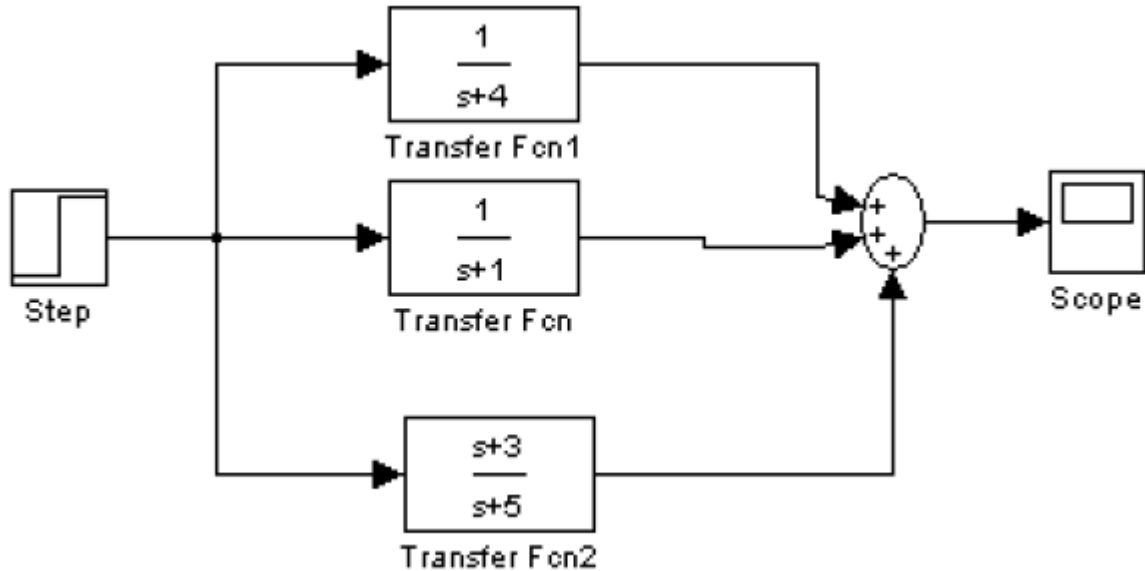 1
s+4
Transfer Fcn1
+
+
+
Step
1
s+1
Transfer Fcn
Scope
s+3
s+5
Transfer Fcn2